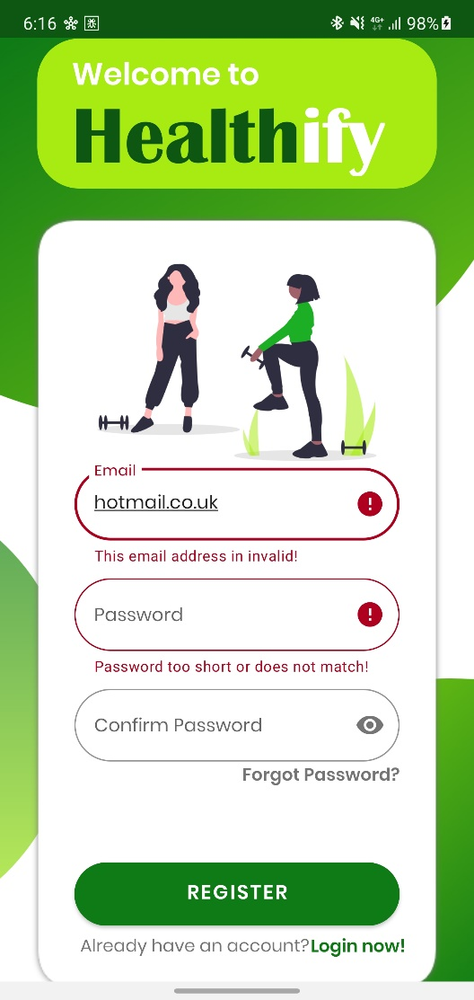 6:16 4G+ 98%
Welcome to
Healthify
Email
hotmail.co.uk
This email address in invalid!
Password
Password too short or does not match!
Confirm Password
Forgot Password?
REGISTER
Already have an account?Login now!